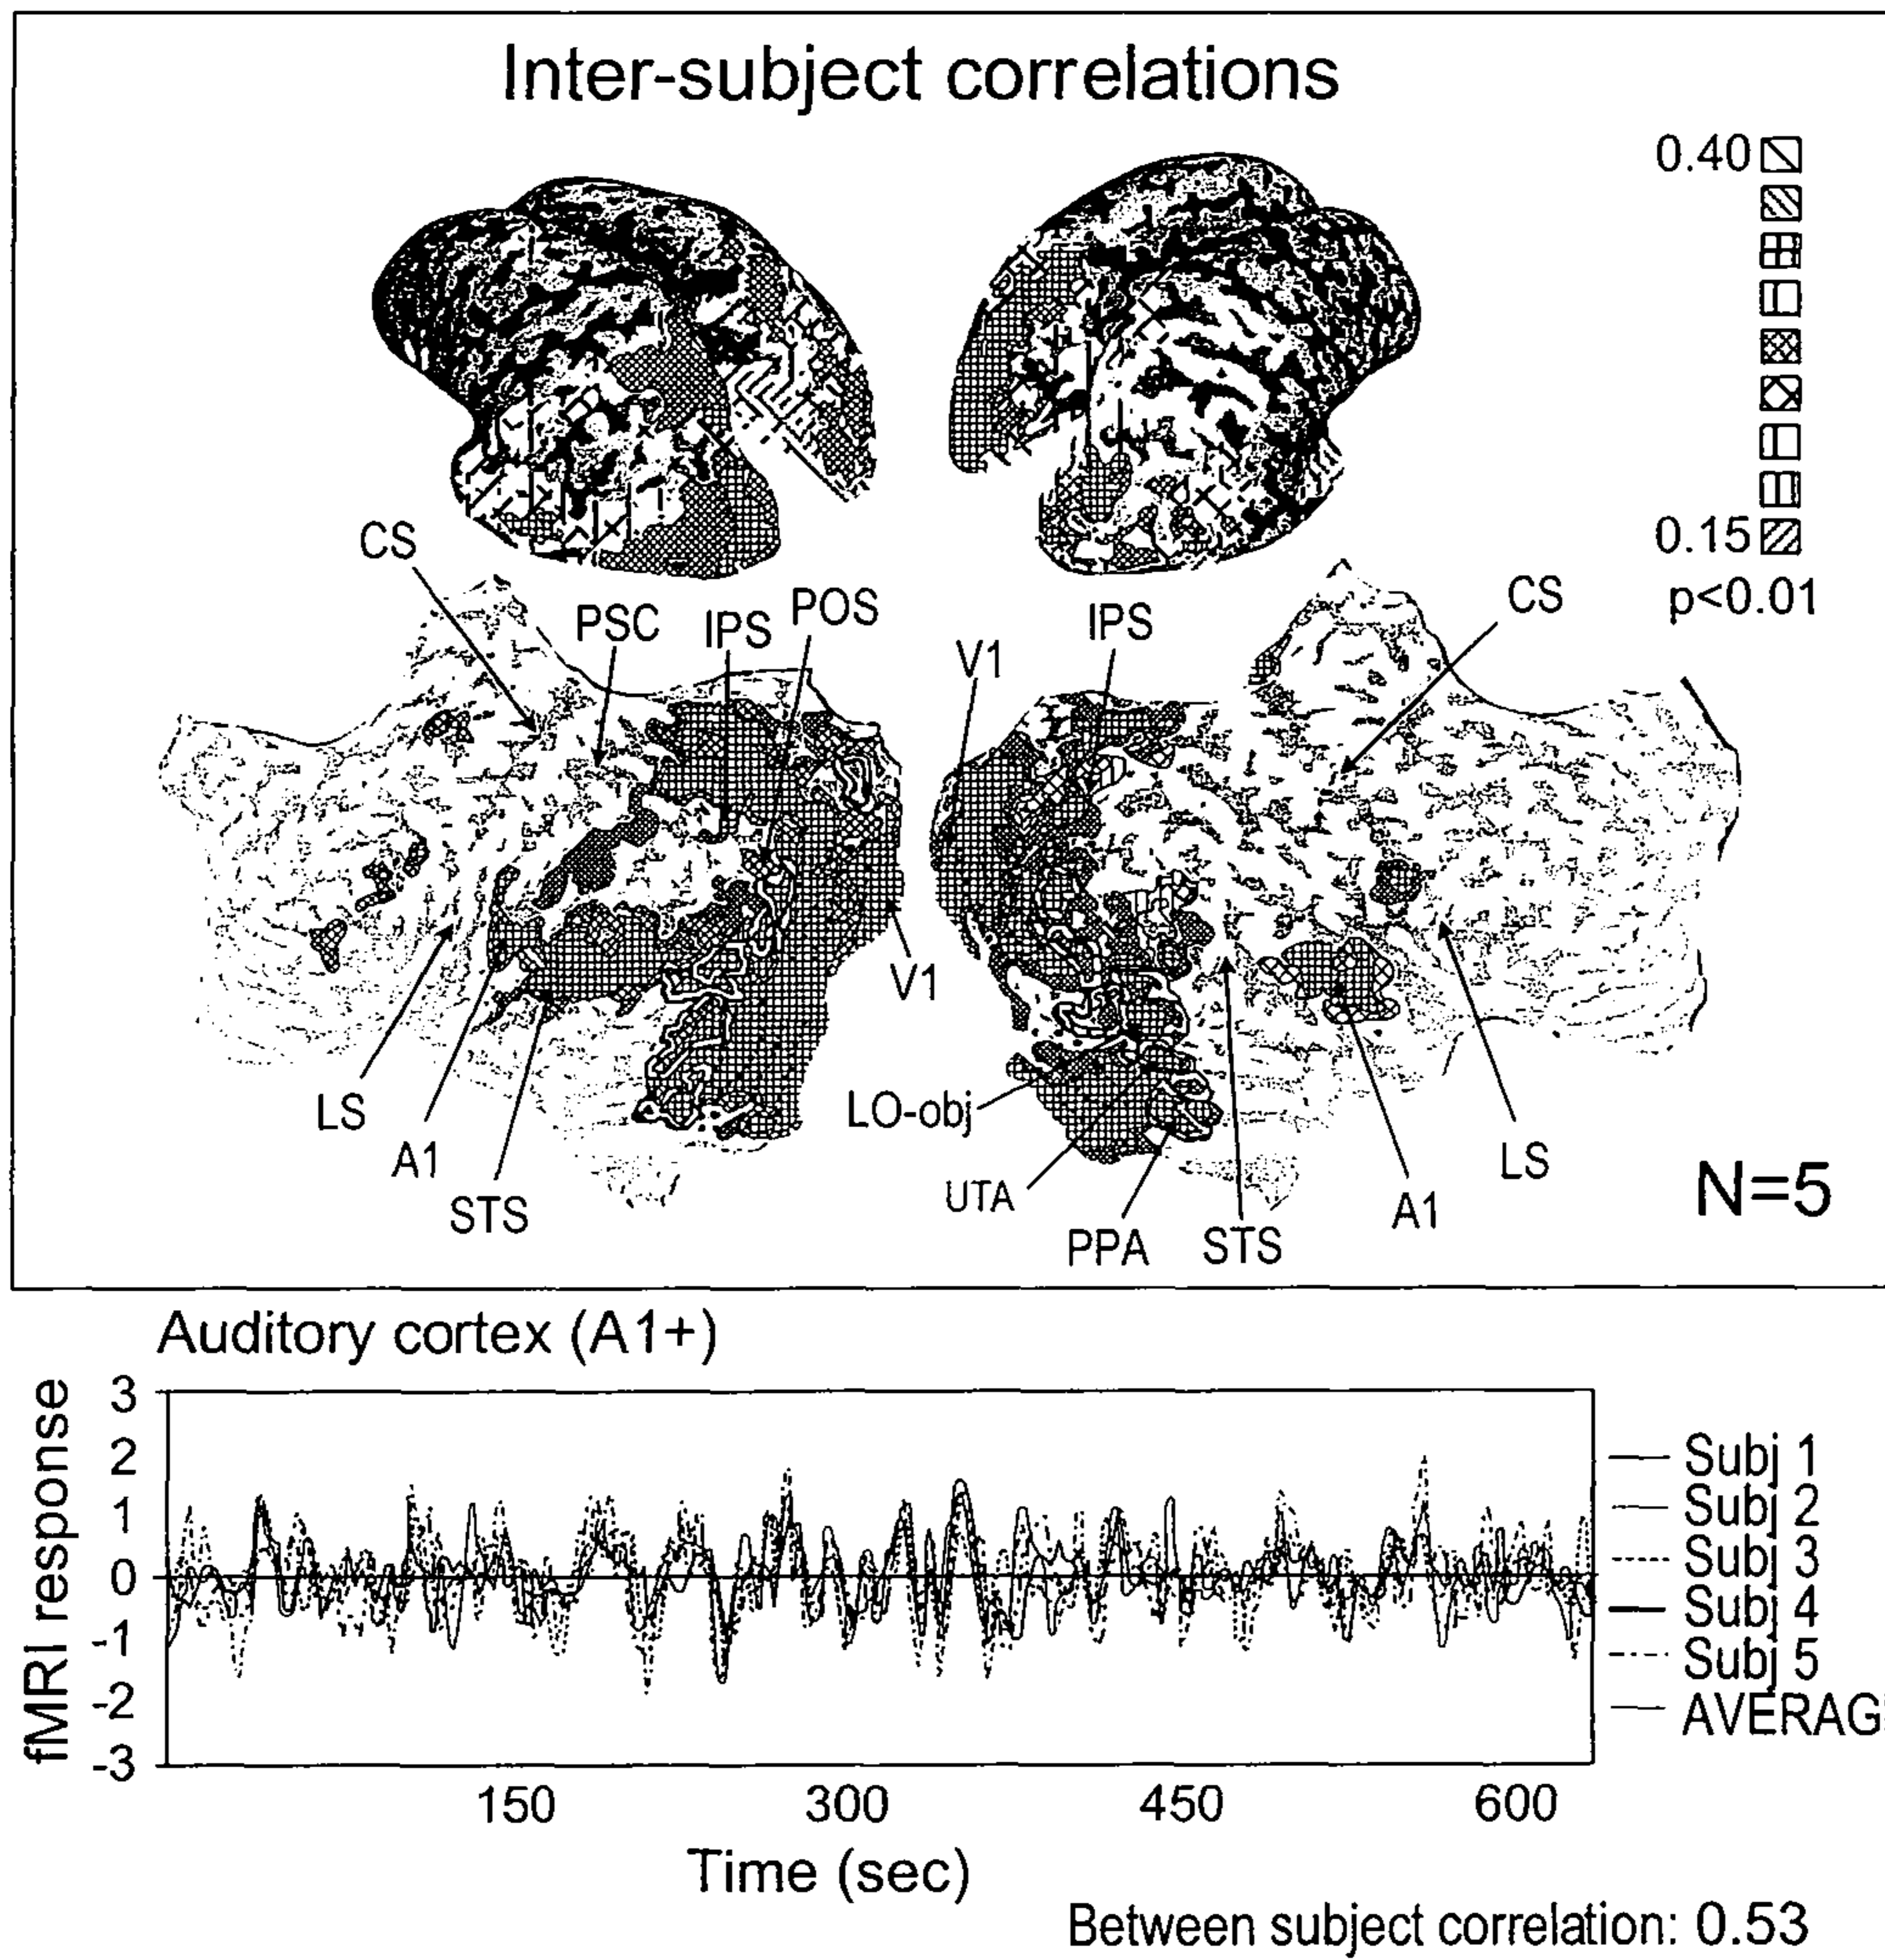 Inter-subject correlations
0.40
0.15
p<0.01
CS
PSC
IPS
POS
V1
IPS
CS
V1
LS
A1
STS
LO-obj
UTA
PPA
STS
A1
LS
N=5
Auditory cortex (A1+)
fMRI response
3
2
1
0
-1
-2
-3
150 300 450 600
Time (sec)
Subj 1
Subj 2
Subj 3
Subj 4
Subj 5
AVERAG
Between subject correlation: 0.53